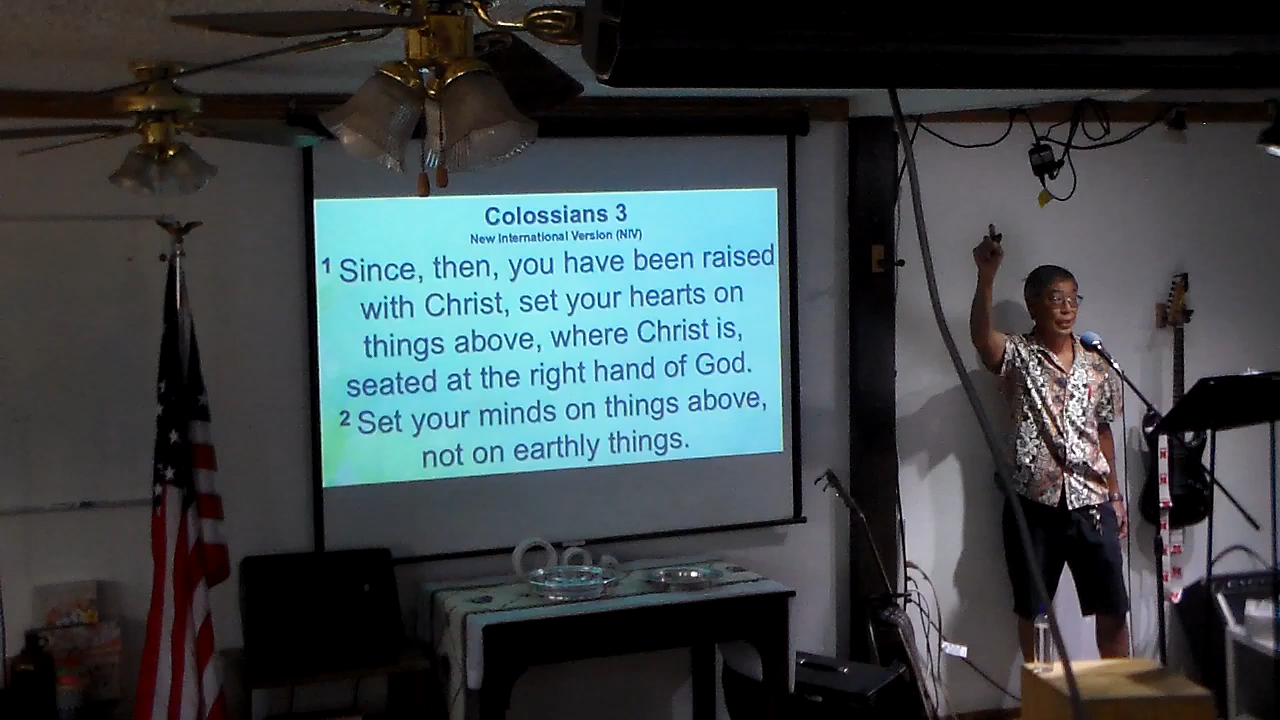 Colossians 3
New International Version (NIV)
¹ Since, then, you have been raised
with Christ, set your hearts on
things above, where Christ is,
seated at the right hand of God.
² Set your minds on things above,
not on earthly things.